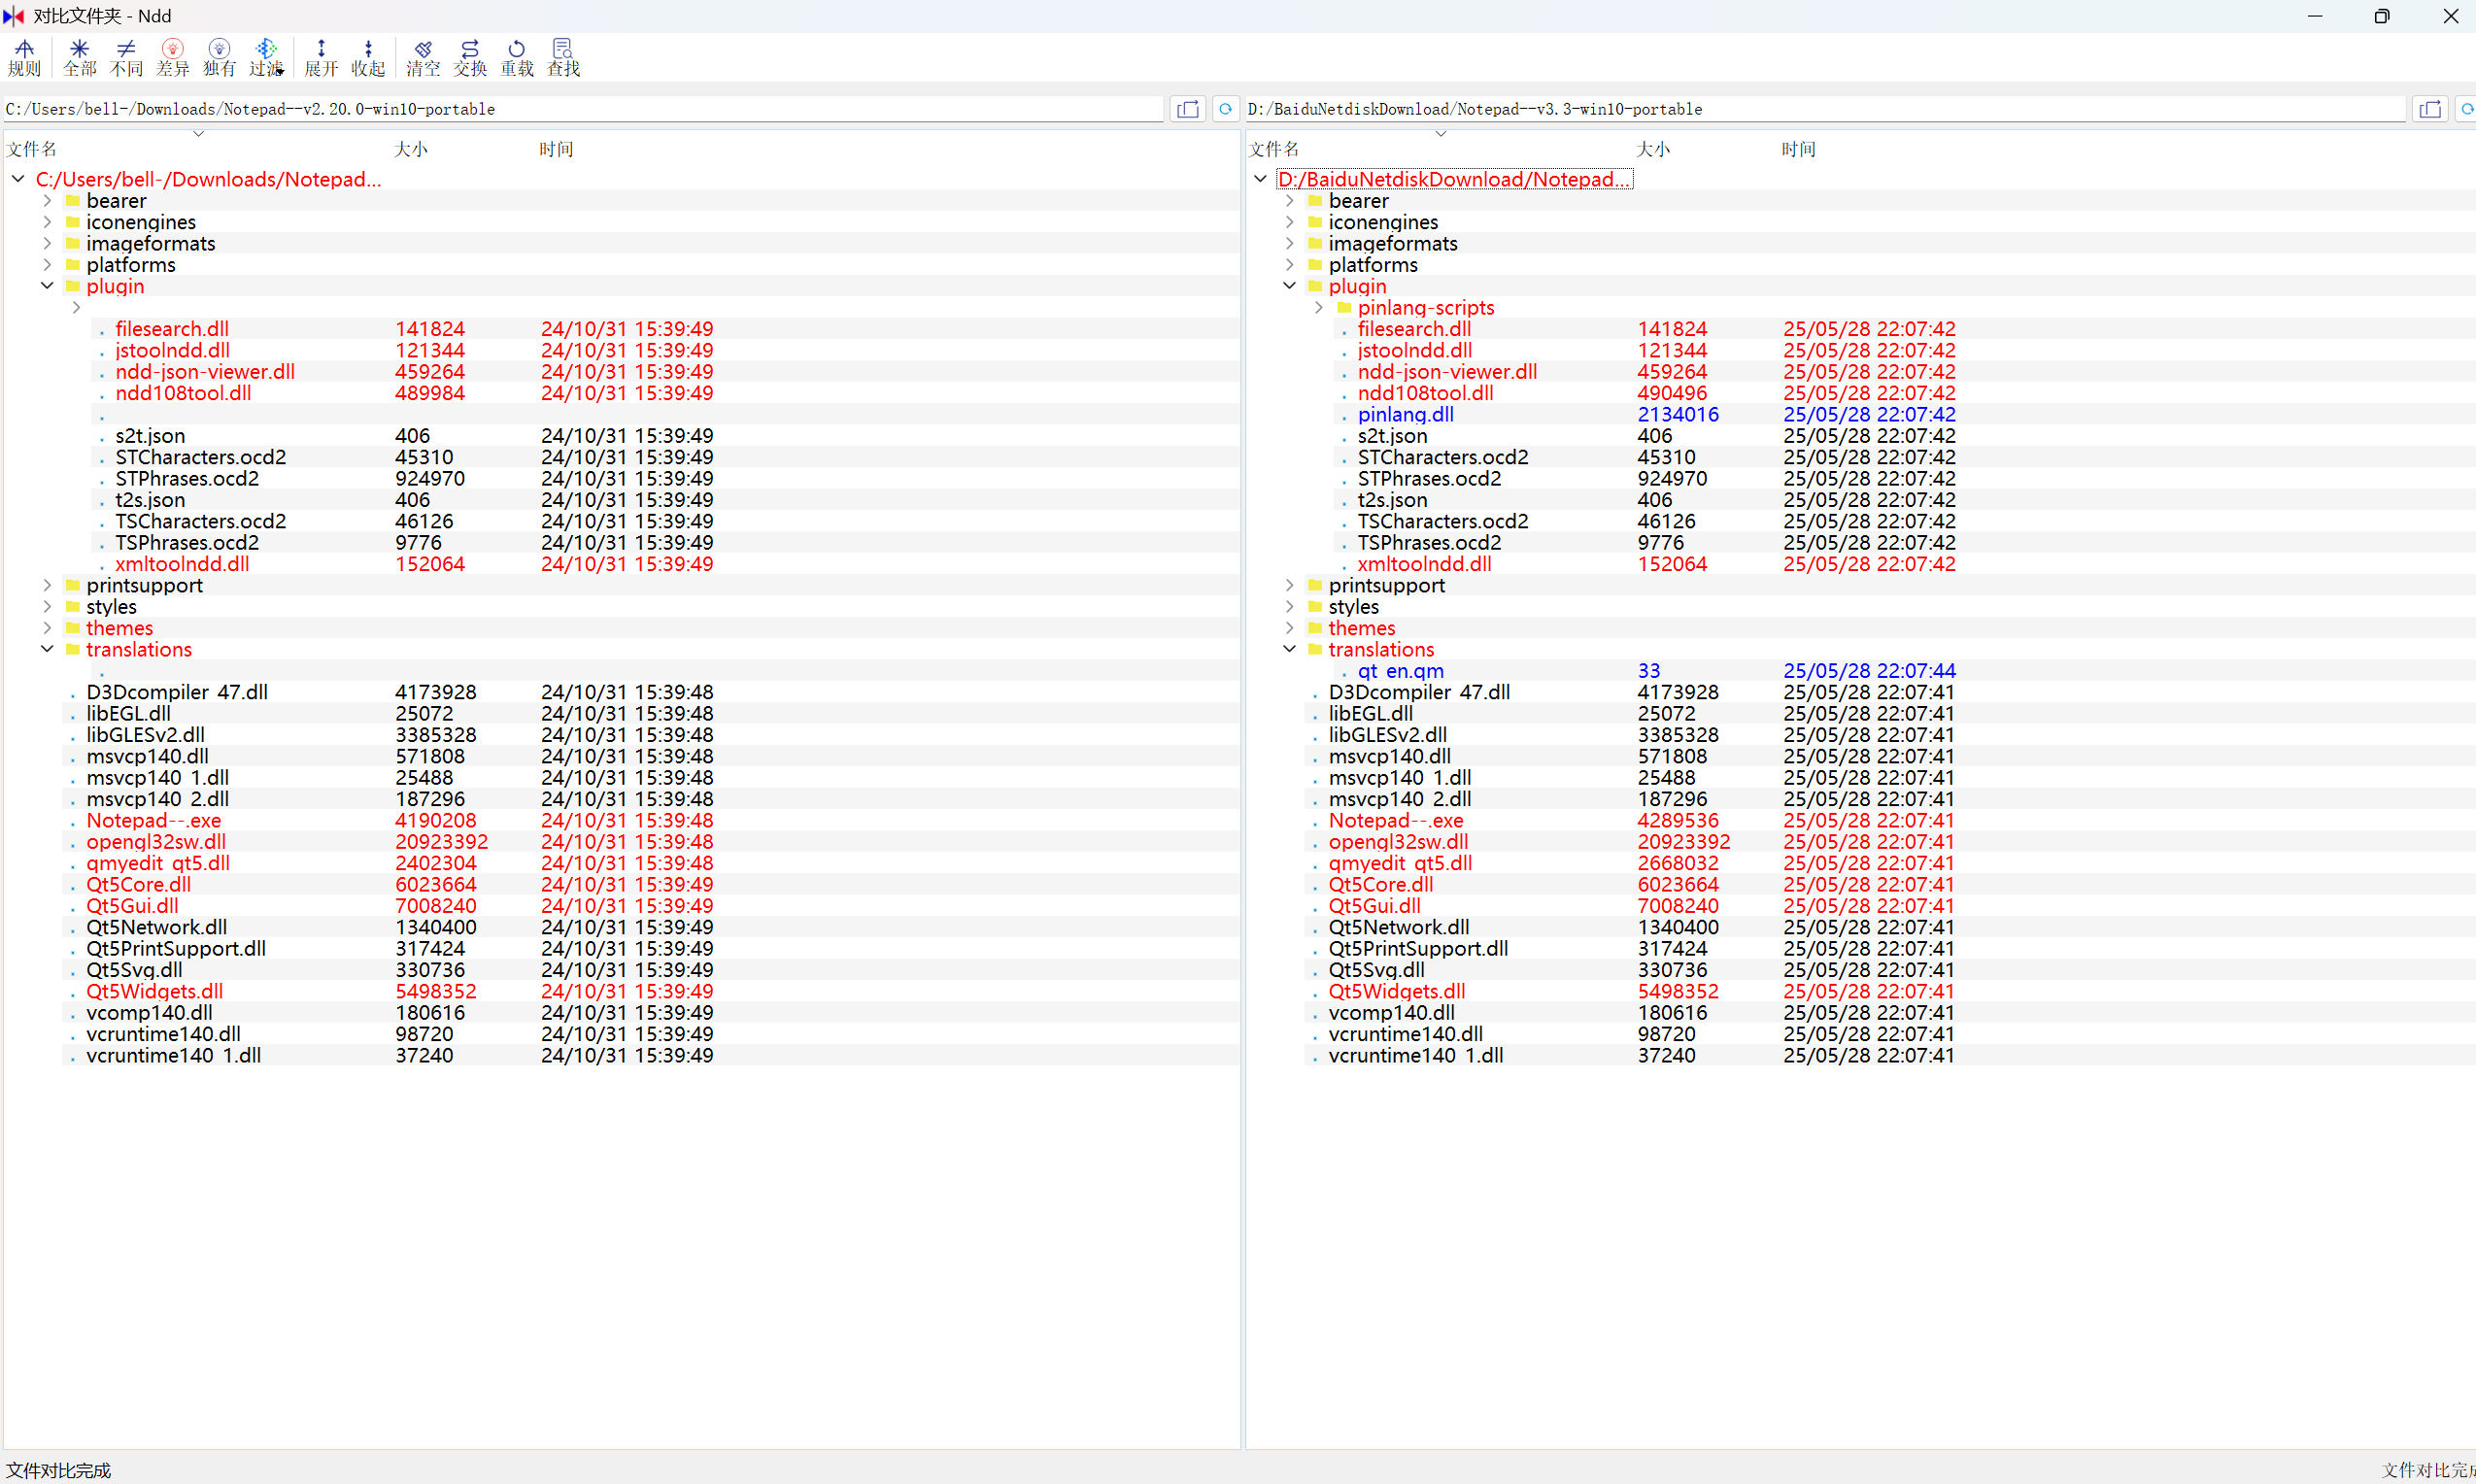 对比文件夹 - Ndd
规则 全部 不同 差异 独有 过滤 展开 收起 清空 交换 重载 查找
C:/Users/bell-/Downloads/Notepad--v2.20.0-win10-portable
文件名 大小 时间
C:/Users/bell-/Downloads/Notepad...
bearer
iconengines
imageformats
platforms
plugin
filesearch.dll 141824 24/10/31 15:39:49
jstoolndd.dll 121344 24/10/31 15:39:49
ndd-json-viewer.dll 459264 24/10/31 15:39:49
ndd108tool.dll 489984 24/10/31 15:39:49
s2t.json 406 24/10/31 15:39:49
STCharacters.ocd2 45310 24/10/31 15:39:49
STPhrases.ocd2 924970 24/10/31 15:39:49
t2s.json 406 24/10/31 15:39:49
TSCharacters.ocd2 46126 24/10/31 15:39:49
TSPhrases.ocd2 9776 24/10/31 15:39:49
xmltoolndd.dll 152064 24/10/31 15:39:49
printsupport
styles
themes
translations
D3Dcompiler_47.dll 4173928 24/10/31 15:39:48
libEGL.dll 25072 24/10/31 15:39:48
libGLESv2.dll 3385328 24/10/31 15:39:48
msvcp140.dll 571808 24/10/31 15:39:48
msvcp140_1.dll 25488 24/10/31 15:39:48
msvcp140_2.dll 187296 24/10/31 15:39:48
Notepad--.exe 4190208 24/10/31 15:39:48
opengl32sw.dll 20923392 24/10/31 15:39:48
qmyedit_qt5.dll 2402304 24/10/31 15:39:48
Qt5Core.dll 6023664 24/10/31 15:39:49
Qt5Gui.dll 7008240 24/10/31 15:39:49
Qt5Network.dll 1340400 24/10/31 15:39:49
Qt5PrintSupport.dll 317424 24/10/31 15:39:49
Qt5Svg.dll 330736 24/10/31 15:39:49
Qt5Widgets.dll 5498352 24/10/31 15:39:49
vcomp140.dll 180616 24/10/31 15:39:49
vcruntime140.dll 98720 24/10/31 15:39:49
vcruntime140_1.dll 37240 24/10/31 15:39:49
D:/BaiduNetdiskDownload/Notepad--v3.3-win10-portable
文件名 大小 时间
D:/BaiduNetdiskDownload/Notepad...
bearer
iconengines
imageformats
platforms
plugin
pinlang-scripts
filesearch.dll 141824 25/05/28 22:07:42
jstoolndd.dll 121344 25/05/28 22:07:42
ndd-json-viewer.dll 459264 25/05/28 22:07:42
ndd108tool.dll 490496 25/05/28 22:07:42
pinlang.dll 2134016 25/05/28 22:07:42
s2t.json 406 25/05/28 22:07:42
STCharacters.ocd2 45310 25/05/28 22:07:42
STPhrases.ocd2 924970 25/05/28 22:07:42
t2s.json 406 25/05/28 22:07:42
TSCharacters.ocd2 46126 25/05/28 22:07:42
TSPhrases.ocd2 9776 25/05/28 22:07:42
xmltoolndd.dll 152064 25/05/28 22:07:42
printsupport
styles
themes
translations
qt_en.qm 33 25/05/28 22:07:44
D3Dcompiler_47.dll 4173928 25/05/28 22:07:41
libEGL.dll 25072 25/05/28 22:07:41
libGLESv2.dll 3385328 25/05/28 22:07:41
msvcp140.dll 571808 25/05/28 22:07:41
msvcp140_1.dll 25488 25/05/28 22:07:41
msvcp140_2.dll 187296 25/05/28 22:07:41
Notepad--.exe 4289536 25/05/28 22:07:41
opengl32sw.dll 20923392 25/05/28 22:07:41
qmyedit_qt5.dll 2668032 25/05/28 22:07:41
Qt5Core.dll 6023664 25/05/28 22:07:41
Qt5Gui.dll 7008240 25/05/28 22:07:41
Qt5Network.dll 1340400 25/05/28 22:07:41
Qt5PrintSupport.dll 317424 25/05/28 22:07:41
Qt5Svg.dll 330736 25/05/28 22:07:41
Qt5Widgets.dll 5498352 25/05/28 22:07:41
vcomp140.dll 180616 25/05/28 22:07:41
vcruntime140.dll 98720 25/05/28 22:07:41
vcruntime140_1.dll 37240 25/05/28 22:07:41
文件对比完成
文件对比完成